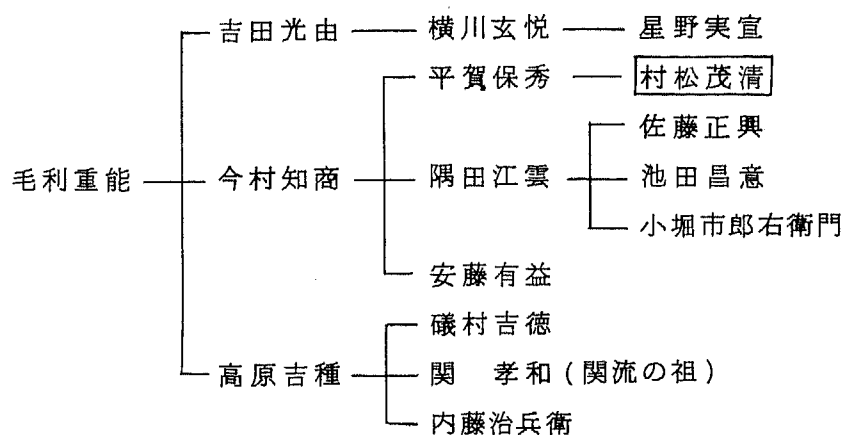 吉田光由 横川玄悦 星野実宣
平賀保秀 村松茂清
佐藤正興
毛利重能 今村知商 隅田江雲 池田昌意
小堀市郎右衛門
安藤有益
礒村吉徳
高原吉種 関 孝和(関流の祖)
内藤治兵衛